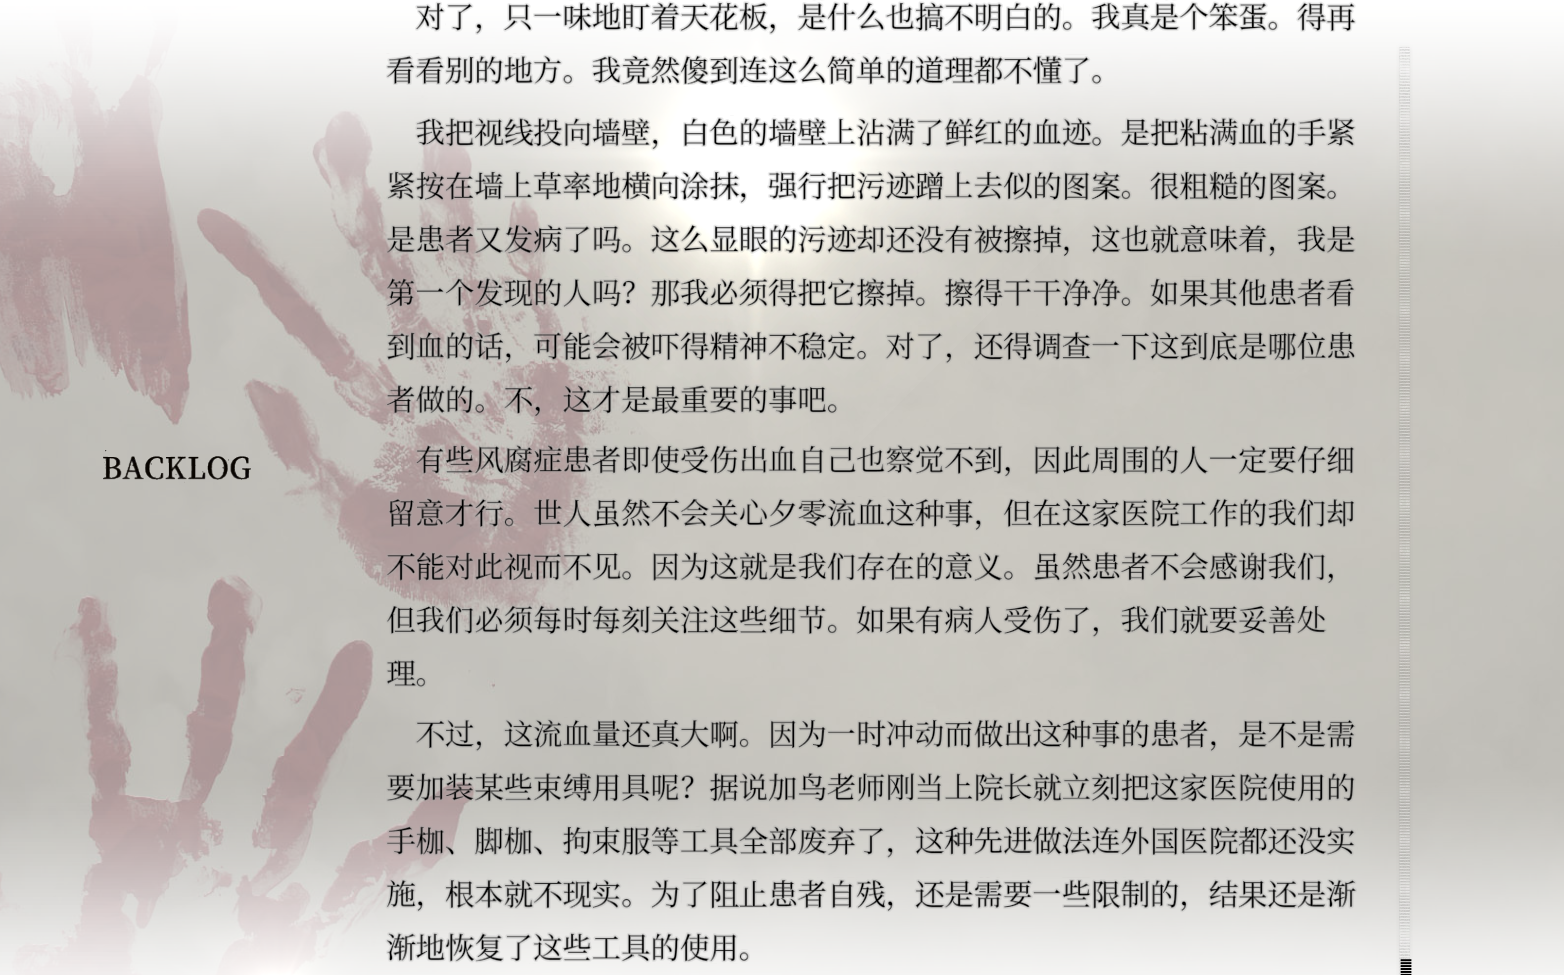 对了，只一味地盯着天花板，是什么也搞不明白的。我真是个笨蛋。得再
看看别的地方。我竟然傻到连这么简单的道理都不懂了。
我把视线投向墙壁，白色的墙壁上沾满了鲜红的血迹。是把粘满血的手紧
紧按在墙上草率地横向涂抹，强行把污迹蹭上去似的图案。很粗糙的图案。
是患者又发病了吗。这么显眼的污迹却还没有被擦掉，这也就意味着，我是
第一个发现的人吗？那我必须得把它擦掉。擦得干干净净。如果其他患者看
到血的话，可能会被吓得精神不稳定。对了，还得调查一下这到底是哪位患
者做的。不，这才是最重要的事吧。
BACKLOG
有些风腐症患者即使受伤出血自己也察觉不到，因此周围的人一定要仔细
留意才行。世人虽然不会关心夕零流血这种事，但在这家医院工作的我们却
不能对此视而不见。因为这就是我们存在的意义。虽然患者不会感谢我们，
但我们必须每时每刻关注这些细节。如果有病人受伤了，我们就要妥善处
理。
不过，这流血量还真大啊。因为一时冲动而做出这种事的患者，是不是需
要加装某些束缚用具呢？据说加鸟老师刚当上院长就立刻把这家医院使用的
手枷、脚枷、拘束服等工具全部废弃了，这种先进做法连外国医院都还没实
施，根本就不现实。为了阻止患者自残，还是需要一些限制的，结果还是渐
渐地恢复了这些工具的使用。